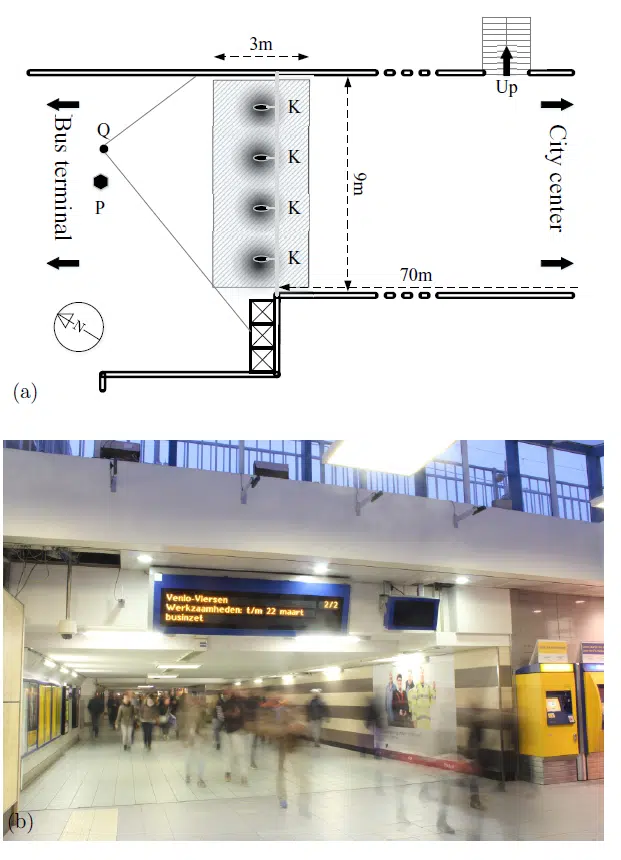 3m
Up
K
K
K
K
Q
P
Bus terminal
City center
9m
70m
N
(a)
Venlo-Viersen 2/2
Werkzaamheden: t/m 22 maart
businzet
(b)